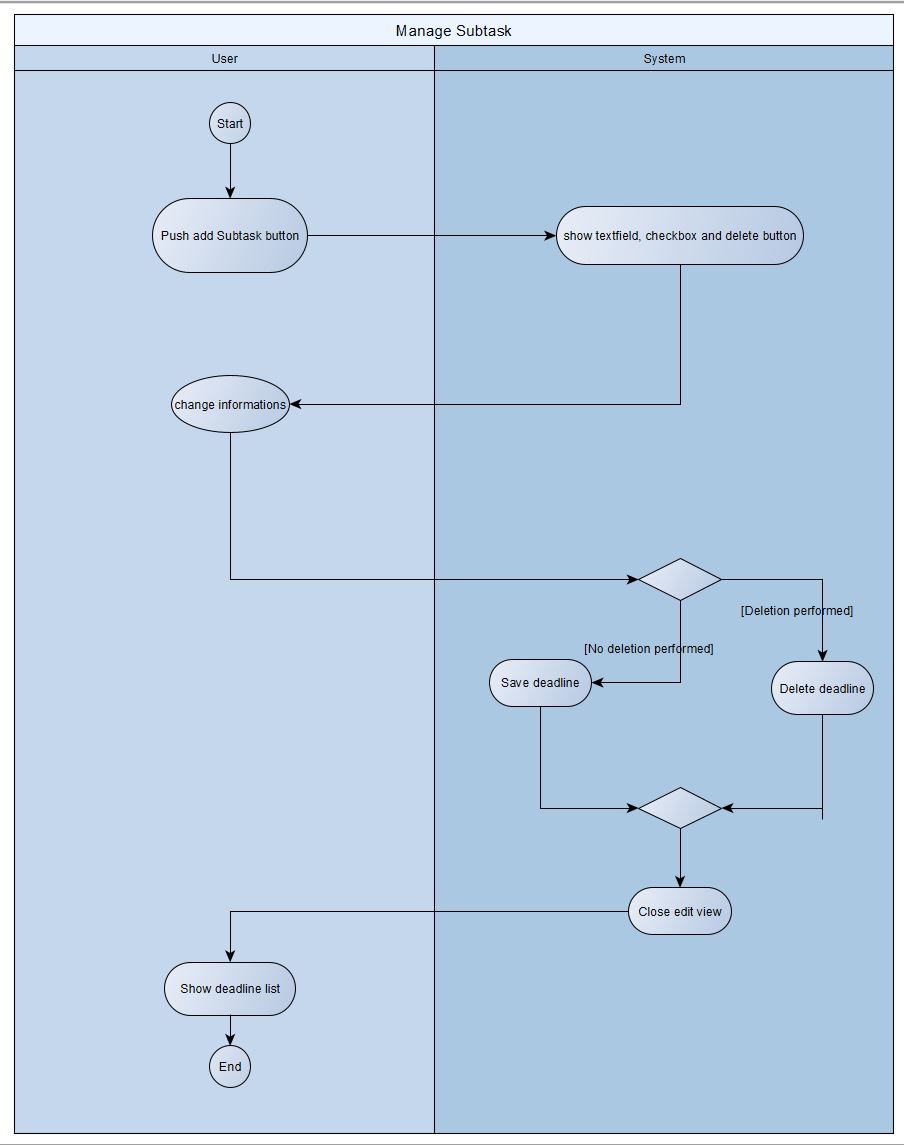 Manage Subtask
User
System
Start
Push add Subtask button
show textfield, checkbox and delete button
change informations
[Deletion performed]
[No deletion performed]
Save deadline
Delete deadline
Close edit view
Show deadline list
End